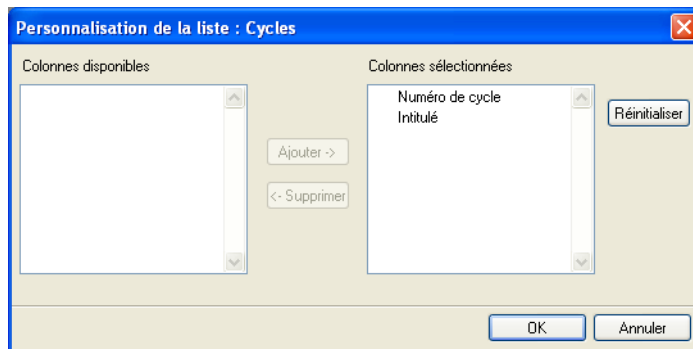 Personnalisation de la liste : Cycles
Colonnes disponibles
Colonnes sélectionnées
Numéro de cycle
Intitulé
Réinitialiser
Ajouter ->
<- Supprimer
OK
Annuler